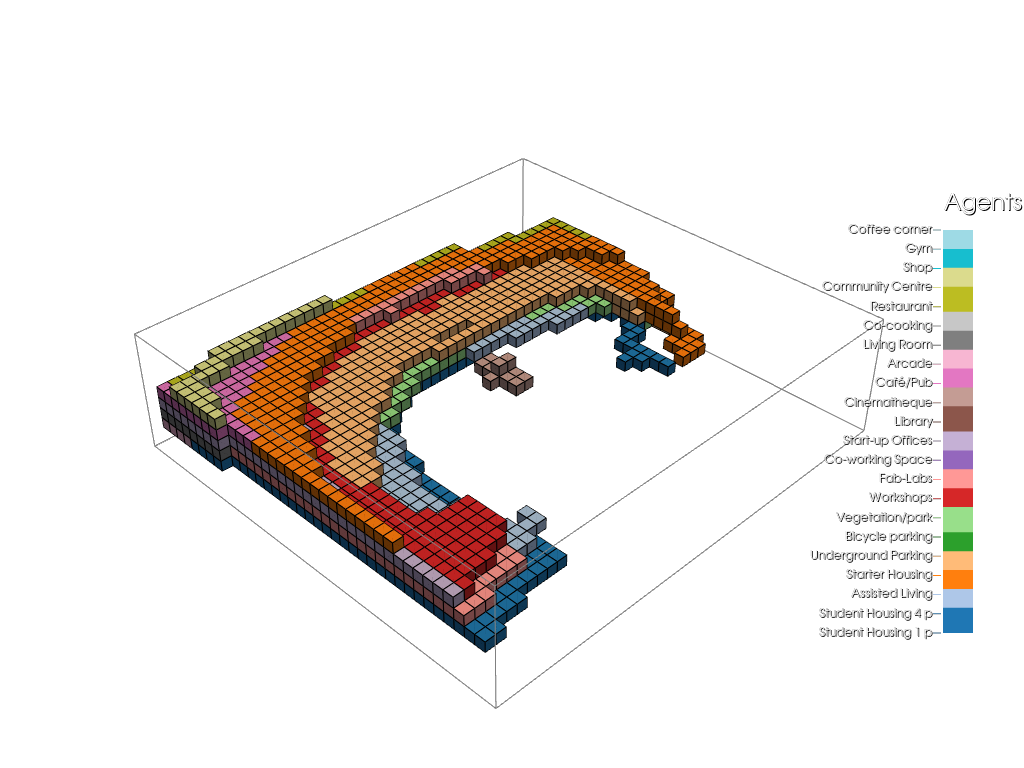 Agents
Coffee corner
Gym
Shop
Community Centre
Restaurant
Co-cooking
Living Room
Arcade
Café/Pub
Cinematheque
Library
Start-up Offices
Co-working Space
Fab-Labs
Workshops
Vegetation/park
Bicycle parking
Underground Parking
Starter Housing
Assisted Living
Student Housing 4 p
Student Housing 1 p